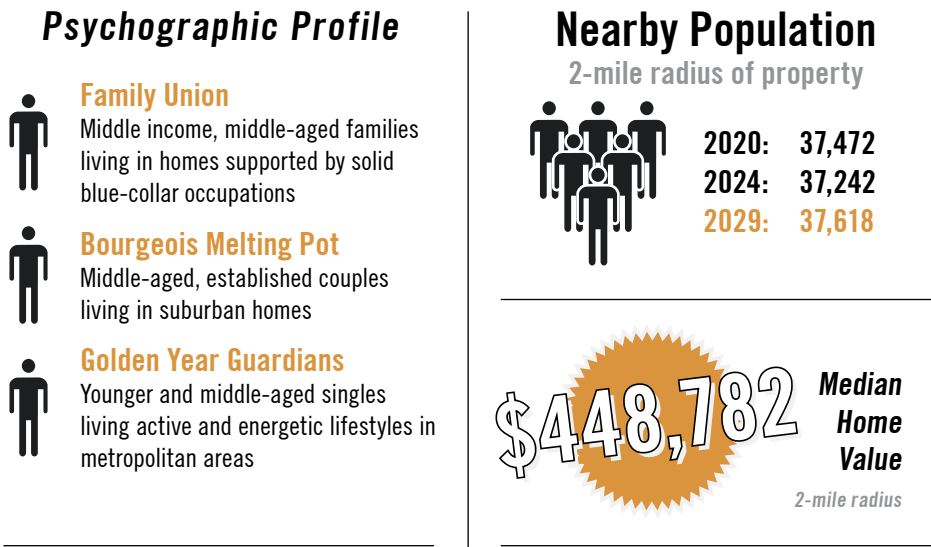 Psychographic Profile
Family Union
Middle income, middle-aged families
living in homes supported by solid
blue-collar occupations
Bourgeois Melting Pot
Middle-aged, established couples
living in suburban homes
Golden Year Guardians
Younger and middle-aged singles
living active and energetic lifestyles in
metropolitan areas
Nearby Population
2-mile radius of property
2020: 37,472
2024: 37,242
2029: 37,618
$448,782
Median
Home
Value
2-mile radius